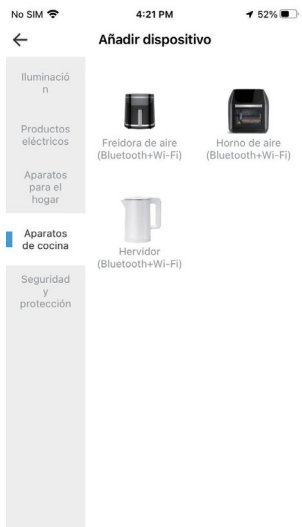 No SIM 4:21 PM 52%
Añadir dispositivo
Iluminació
n
Productos
eléctricos
Aparatos
para el
hogar
Aparatos
de cocina
Seguridad
y
protección
Freidora de aire
(Bluetooth+Wi-Fi)
Horno de aire
(Bluetooth+Wi-Fi)
Hervidor
(Bluetooth+Wi-Fi)